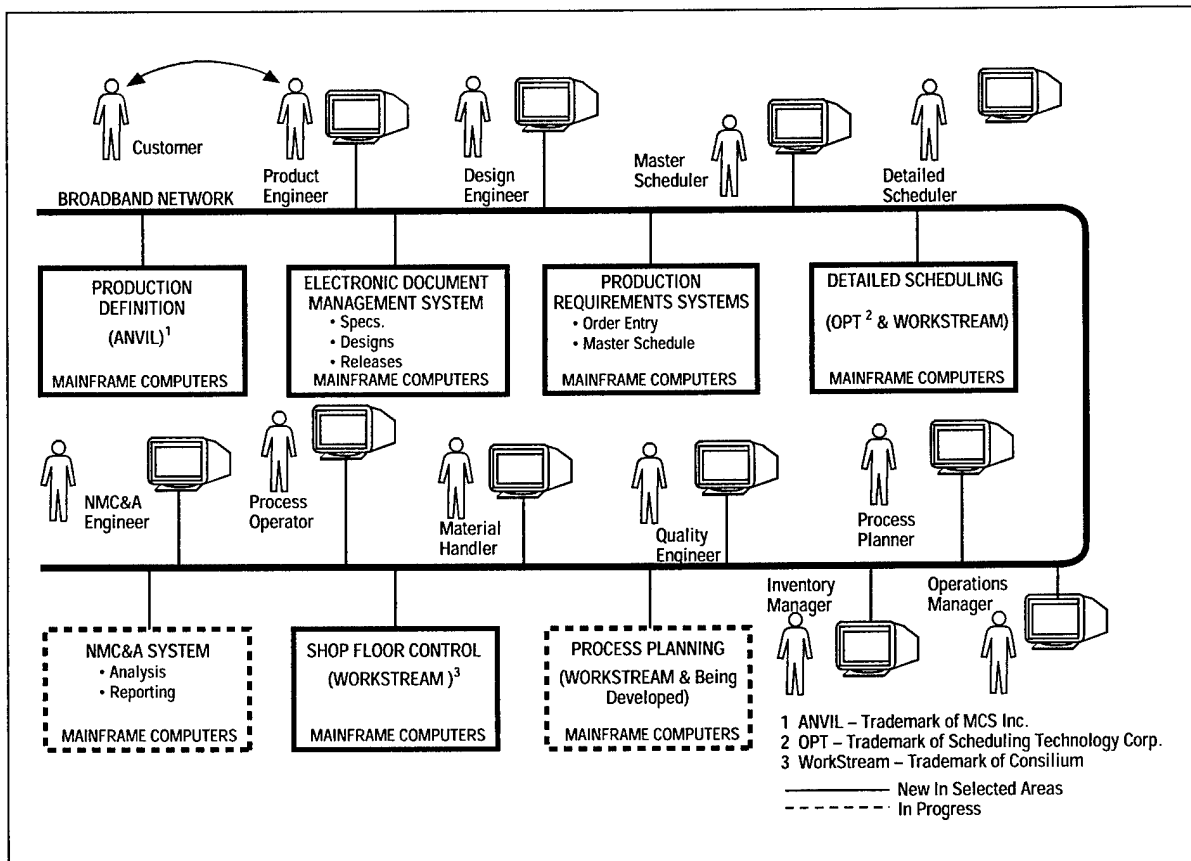 Customer
Product
Engineer
Design
Engineer
Master
Scheduler
Detailed
Scheduler
BROADBAND NETWORK
PRODUCTION
DEFINITION
(ANVIL)1
MAINFRAME COMPUTERS
ELECTRONIC DOCUMENT
MANAGEMENT SYSTEM
• Specs.
• Designs
• Releases
MAINFRAME COMPUTERS
PRODUCTION
REQUIREMENTS SYSTEMS
• Order Entry
• Master Schedule
MAINFRAME COMPUTERS
DETAILED SCHEDULING
(OPT 2 & WORKSTREAM)
MAINFRAME COMPUTERS
NMC&A
Engineer
Process
Operator
Material
Handler
Quality
Engineer
Process
Planner
Inventory
Manager
Operations
Manager
NMC&A SYSTEM
• Analysis
• Reporting
MAINFRAME COMPUTERS
SHOP FLOOR CONTROL
(WORKSTREAM )3
MAINFRAME COMPUTERS
PROCESS PLANNING
(WORKSTREAM & Being
Developed)
MAINFRAME COMPUTERS
1 ANVIL – Trademark of MCS Inc.
2 OPT – Trademark of Scheduling Technology Corp.
3 WorkStream – Trademark of Consilium
New In Selected Areas
In Progress